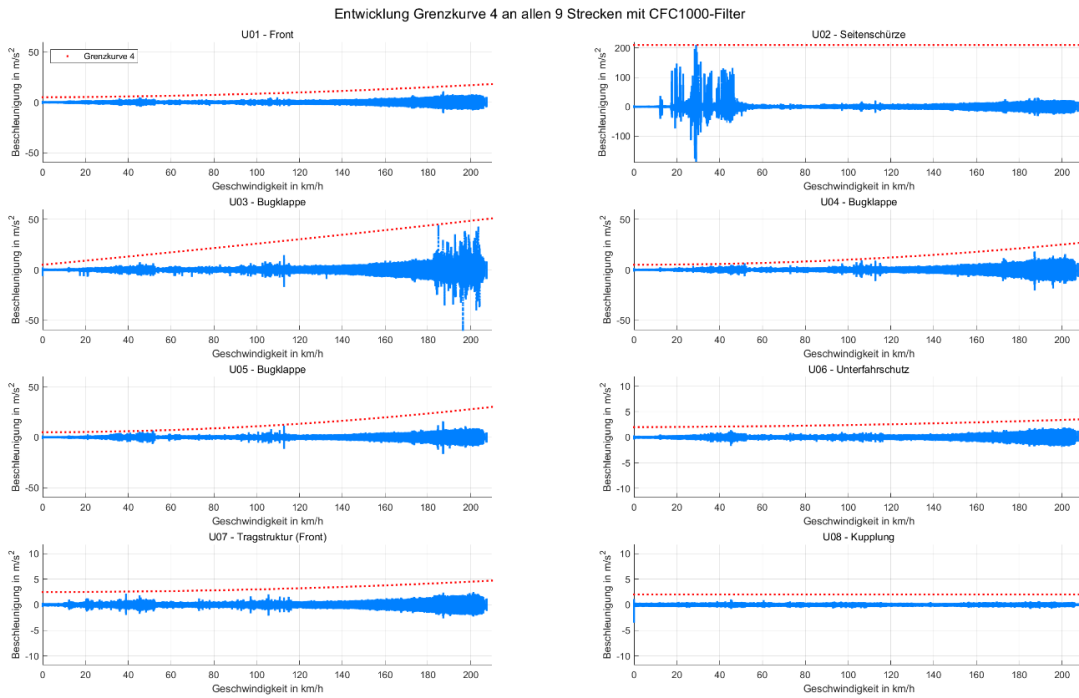 Entwicklung Grenzkurve 4 an allen 9 Strecken mit CFC1000-Filter
U01 - Front
Grenzkurve 4
Beschleunigung in m/s²
50
0
-50
0 20 40 60 80 100 120 140 160 180 200
Geschwindigkeit in km/h
U02 - Seitenschürze
Beschleunigung in m/s²
200
100
0
-100
0 20 40 60 80 100 120 140 160 180 200
Geschwindigkeit in km/h
U03 - Bugklappe
Beschleunigung in m/s²
50
0
-50
0 20 40 60 80 100 120 140 160 180 200
Geschwindigkeit in km/h
U04 - Bugklappe
Beschleunigung in m/s²
50
0
-50
0 20 40 60 80 100 120 140 160 180 200
Geschwindigkeit in km/h
U05 - Bugklappe
Beschleunigung in m/s²
50
0
-50
0 20 40 60 80 100 120 140 160 180 200
Geschwindigkeit in km/h
U06 - Unterfahrschutz
Beschleunigung in m/s²
10
5
0
-5
-10
0 20 40 60 80 100 120 140 160 180 200
Geschwindigkeit in km/h
U07 - Tragstruktur (Front)
Beschleunigung in m/s²
10
5
0
-5
-10
0 20 40 60 80 100 120 140 160 180 200
Geschwindigkeit in km/h
U08 - Kupplung
Beschleunigung in m/s²
10
5
0
-5
-10
0 20 40 60 80 100 120 140 160 180 200
Geschwindigkeit in km/h